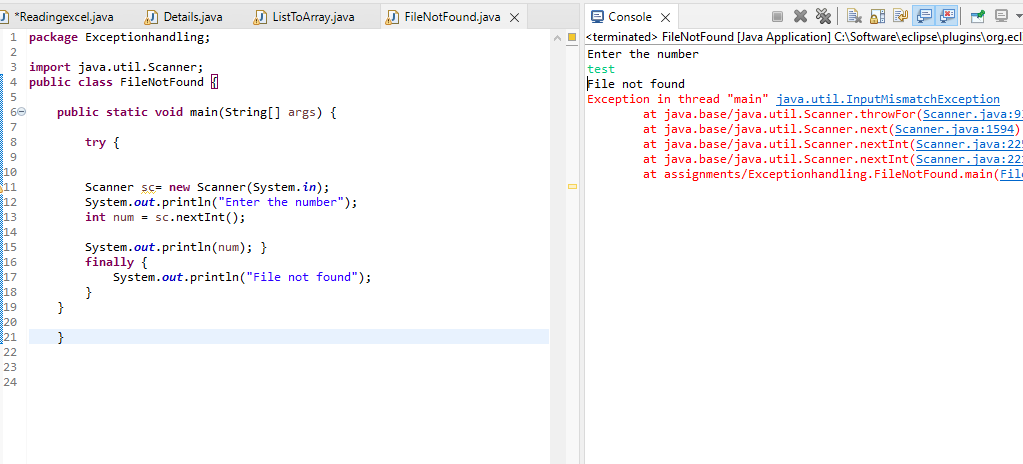 *Readingexcel.java Details.java ListToArray.java FileNotFound.java
1 package Exceptionhandling;
2
3 import java.util.Scanner;
4 public class FileNotFound {
5
6 public static void main(String[] args) {
7
8 try {
9
10
11 Scanner sc= new Scanner(System.in);
12 System.out.println("Enter the number");
13 int num = sc.nextInt();
14
15 System.out.println(num); }
16 finally {
17 System.out.println("File not found");
18 }
19 }
20
21 }
22
23
24
Console
<terminated> FileNotFound [Java Application] C:\Software\eclipse\plugins\org.ecl
Enter the number
test
File not found
Exception in thread "main" java.util.InputMismatchException
at java.base/java.util.Scanner.throwFor(Scanner.java:9
at java.base/java.util.Scanner.next(Scanner.java:1594)
at java.base/java.util.Scanner.nextInt(Scanner.java:225
at java.base/java.util.Scanner.nextInt(Scanner.java:22
at assignments/Exceptionhandling.FileNotFound.main(File